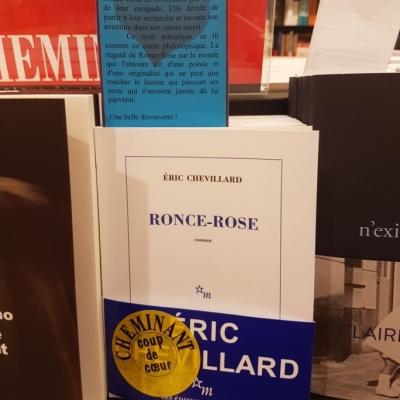 de leur escapade. Elle décide de
partir à leur recherche et raconte son
aventure dans son carnet secret.
Ce récit initiatique se lit
comme un conte philosophique. Le
regard de Ronce-Rose sur le monde
qui l'entoure est d'une poésie et
d'une originalité qui ne peut que
toucher le lecteur qui parcourt ses
mots qui n'auraient jamais dû lui
parvenir.
Une belle découverte !
ÉRIC CHEVILLARD
RONCE-ROSE
ROMAN
m
CHEMINANT
coup
de
cœur
ÉRIC
VILLARD
n'exi
CLAIRE